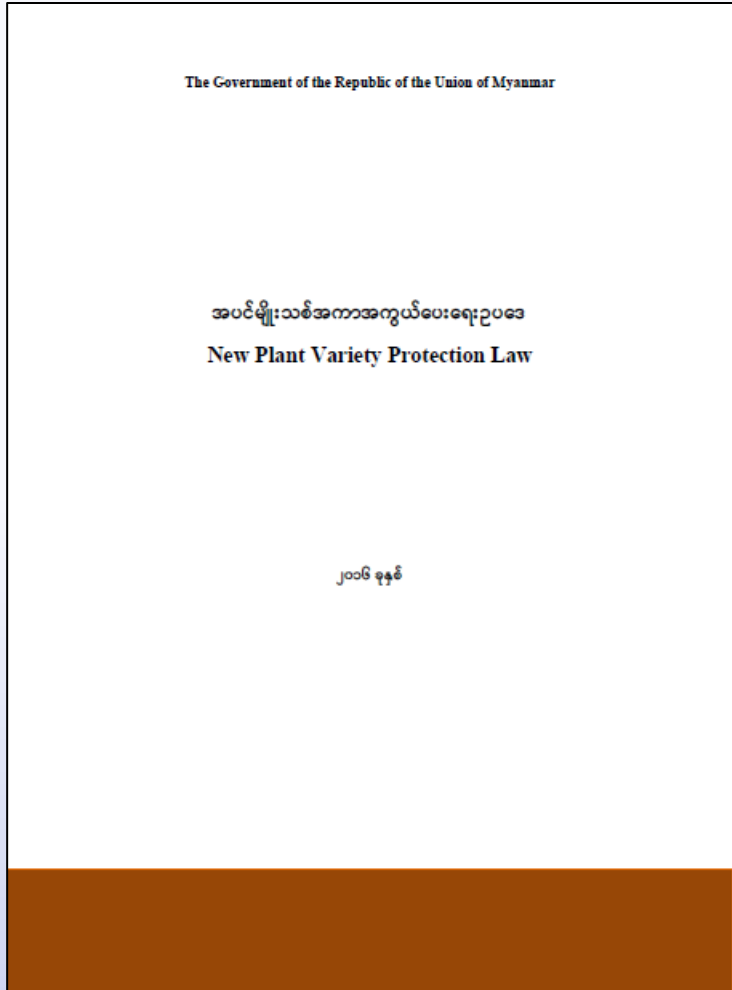 The Government of the Republic of the Union of Myanmar
အပင်မျိုးသစ်အကာအကွယ်ပေးရေးဥပဒေ
New Plant Variety Protection Law
၂၀၁၆ ခုနှစ်